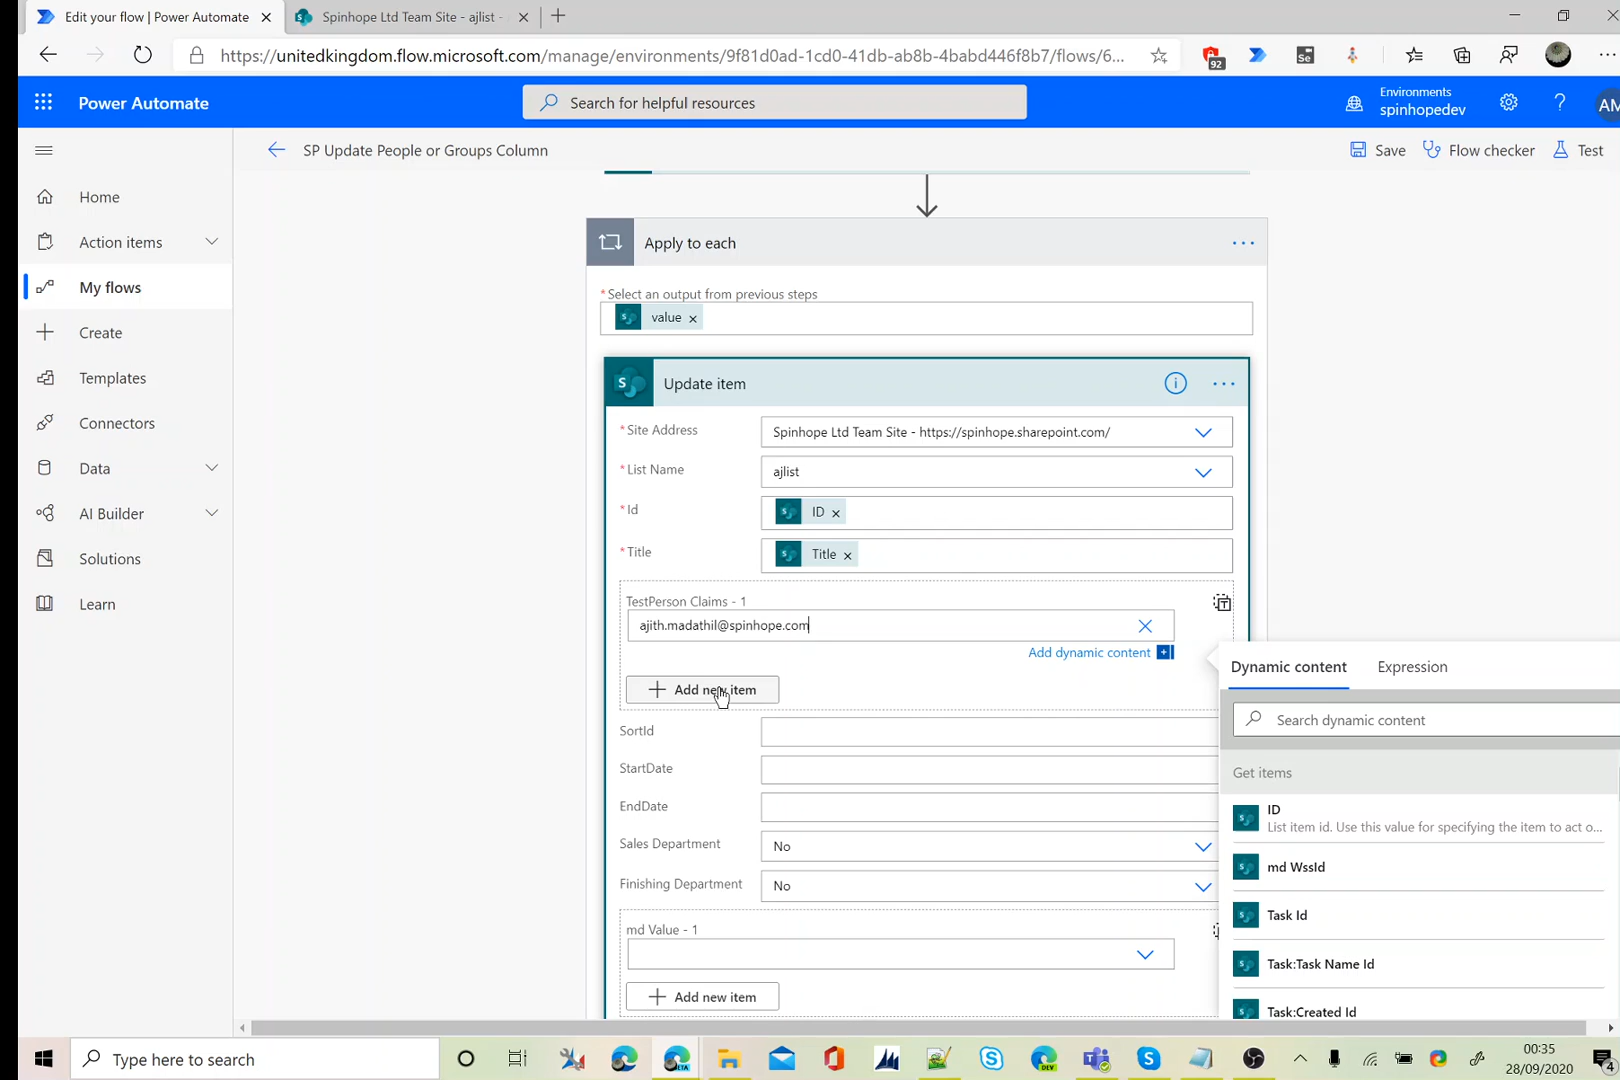 Edit your flow | Power Automate
Spinhope Ltd Team Site - ajlist -
https://unitedkingdom.flow.microsoft.com/manage/environments/9f81d0ad-1cd0-41db-ab8b-4babd446f8b7/flows/6...
92
Se
Power Automate
Search for helpful resources
Environments
spinhopedev
?
AM
SP Update People or Groups Column
Save
Flow checker
Test
Home
Action items
My flows
Create
Templates
Connectors
Data
AI Builder
Solutions
Learn
Apply to each
*Select an output from previous steps
value
Update item
*Site Address
Spinhope Ltd Team Site - https://spinhope.sharepoint.com/
*List Name
ajlist
*Id
ID
*Title
Title
TestPerson Claims - 1
ajith.madathil@spinhope.com
Add dynamic content
Add new item
SortId
StartDate
EndDate
Sales Department
No
Finishing Department
No
md Value - 1
Add new item
Dynamic content
Expression
Search dynamic content
Get items
ID
List item id. Use this value for specifying the item to act o...
md WssId
Task Id
Task:Task Name Id
Task:Created Id
Type here to search
BETA
DEV
00:35
28/09/2020
4